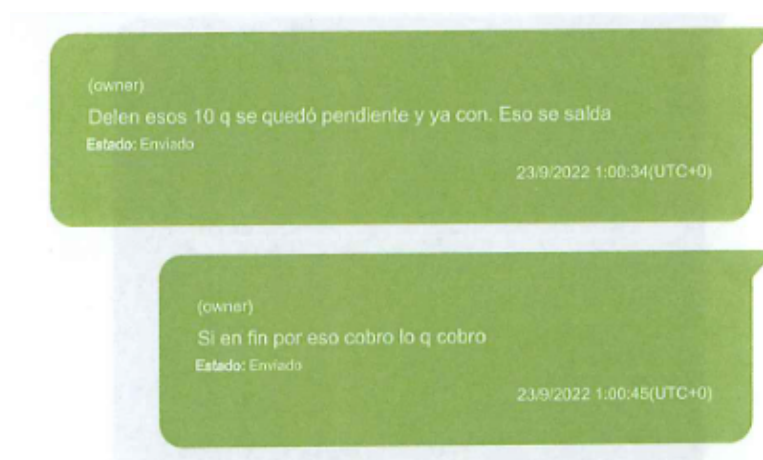 (owner)
Delen esos 10 q se quedó pendiente y ya con. Eso se salda
Estado: Enviado
23/9/2022 1:00:34(UTC+0)
(owner)
Si en fin por eso cobro lo q cobro
Estado: Enviado
23/9/2022 1:00:45(UTC+0)